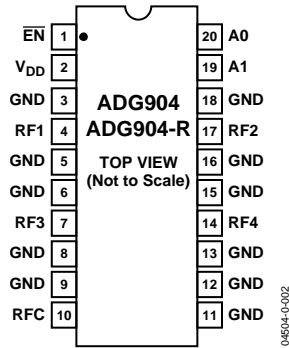 E̅N̅ 1 20 A0
VDD 2 19 A1
GND 3 18 GND
ADG904
RF1 4 17 RF2
ADG904-R
GND 5 16 GND
TOP VIEW
(Not to Scale)
GND 6 15 GND
RF3 7 14 RF4
GND 8 13 GND
GND 9 12 GND
RFC 10 11 GND
04504-0-002